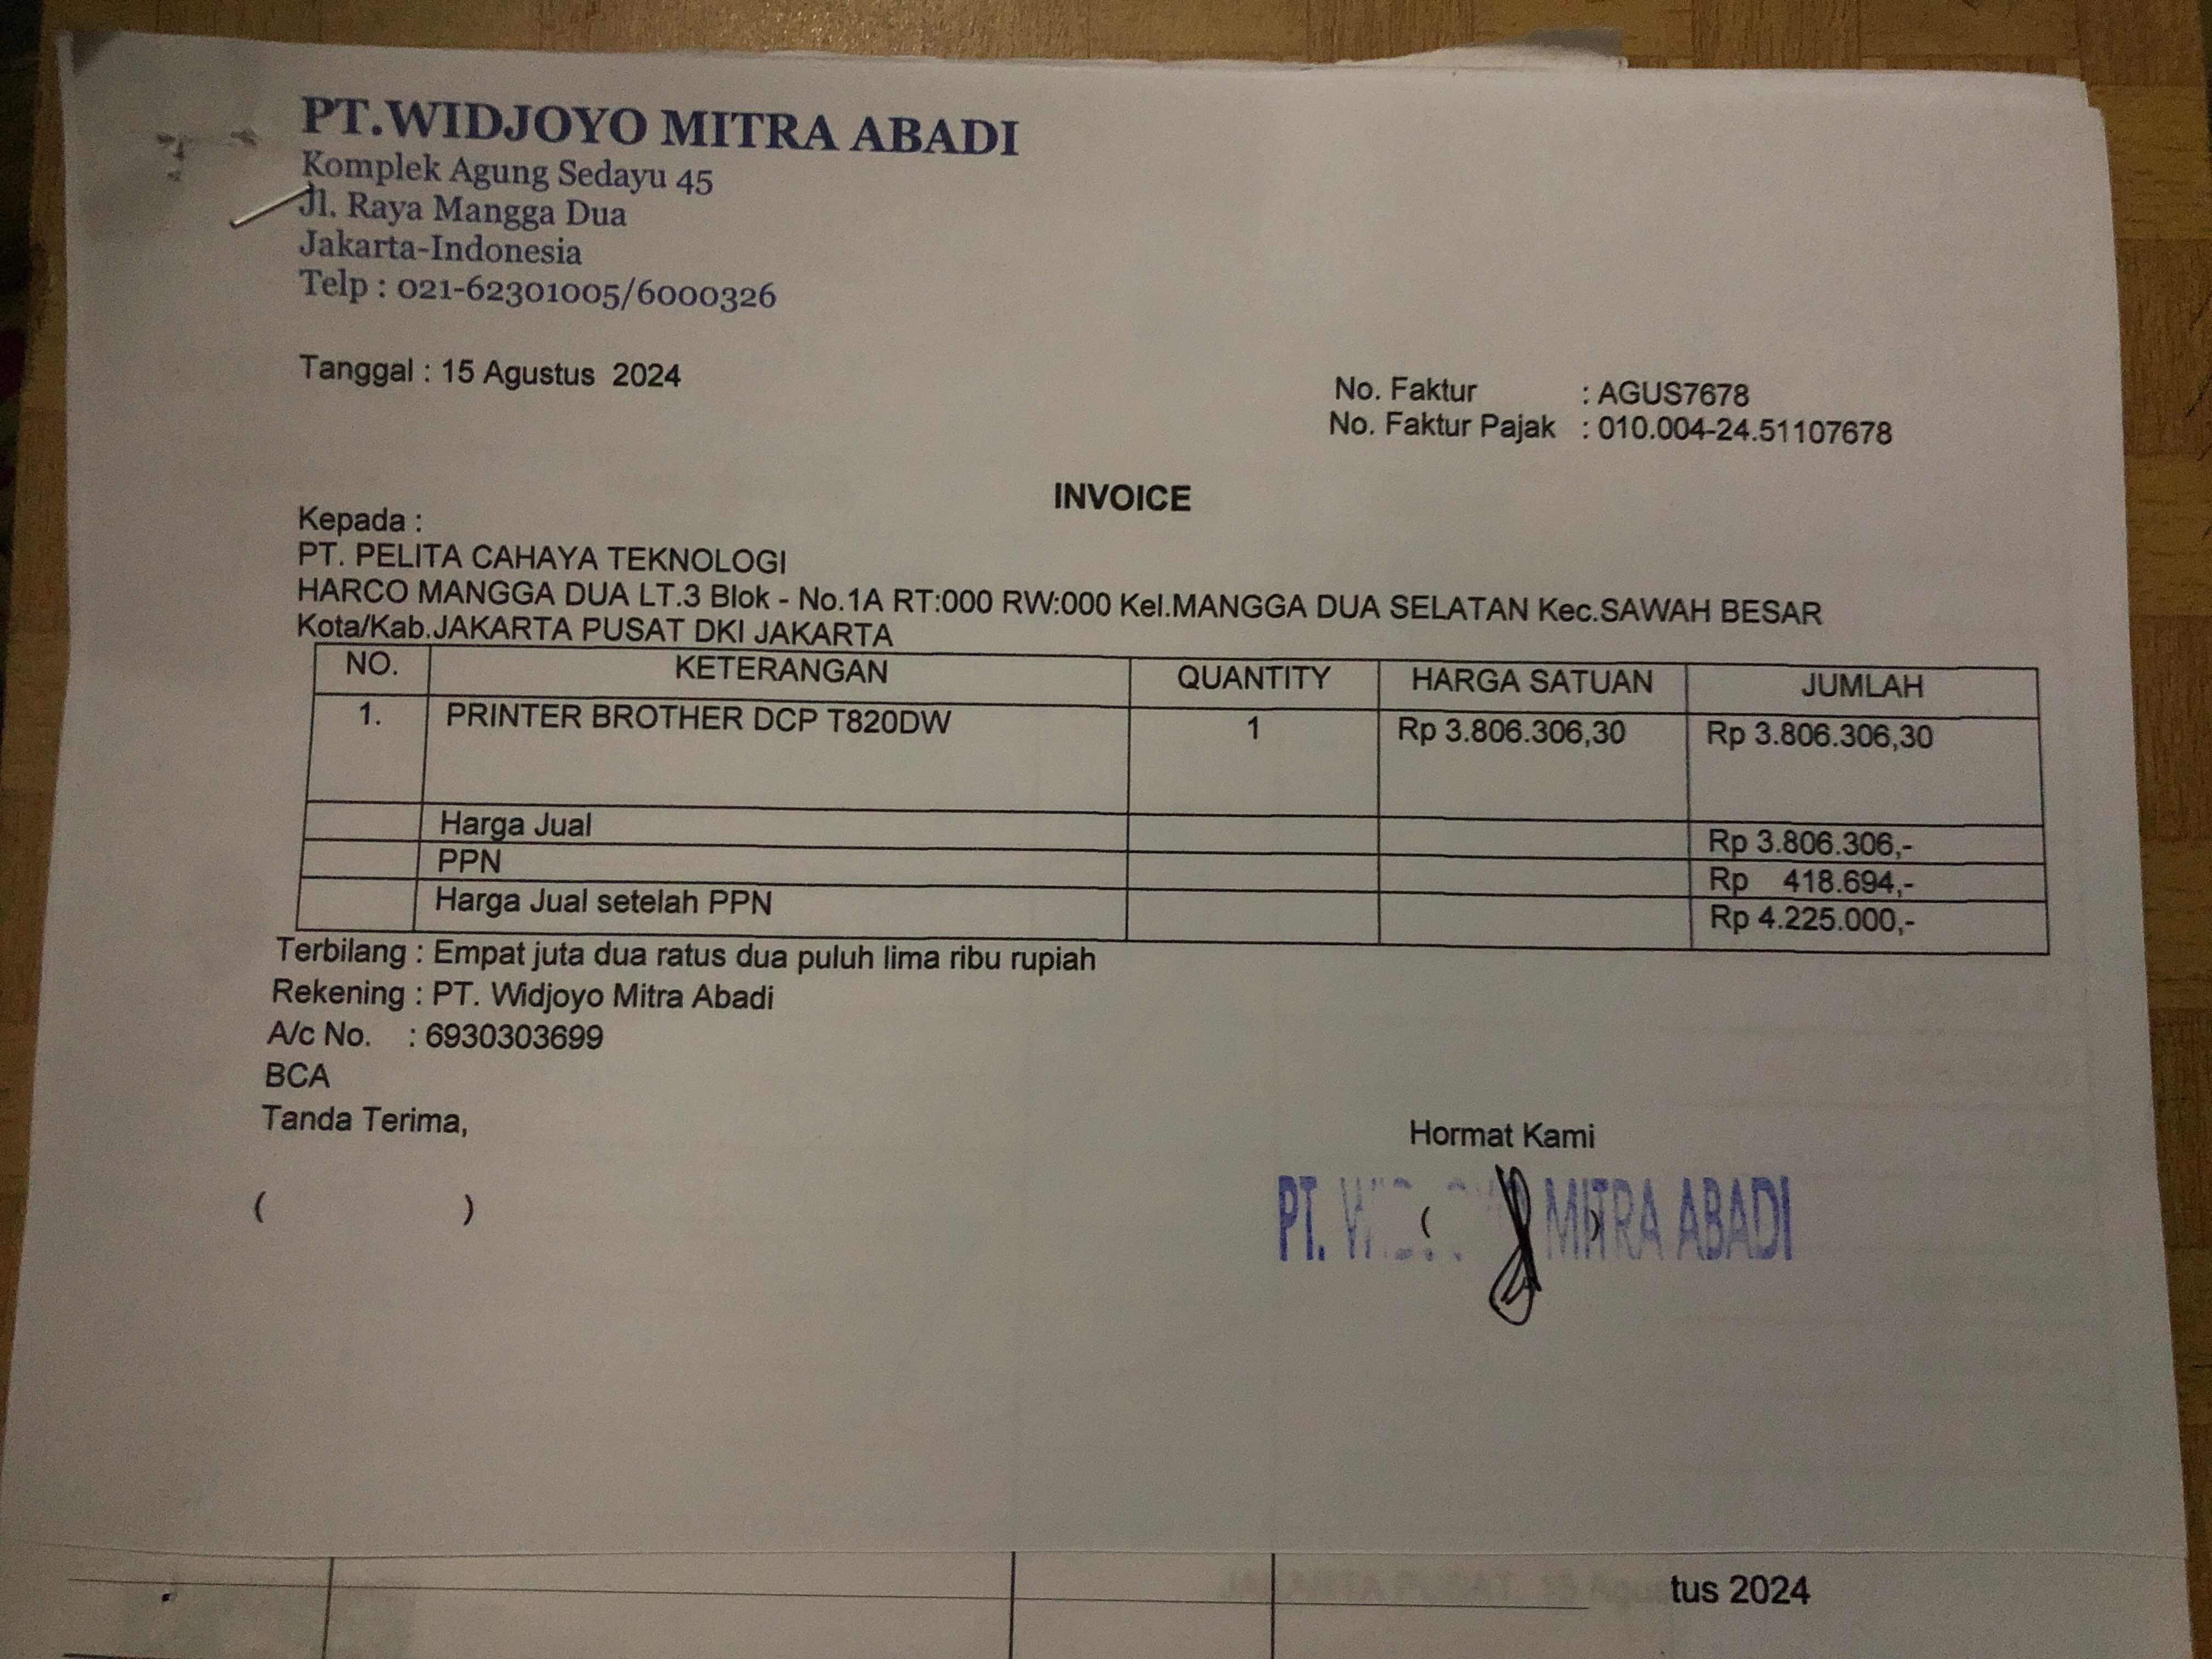 PT.WIDJOYO MITRA ABADI
Komplek Agung Sedayu 45
Jl. Raya Mangga Dua
Jakarta-Indonesia
Telp : 021-62301005/6000326
Tanggal : 15 Agustus 2024
No. Faktur : AGUS7678
No. Faktur Pajak : 010.004-24.51107678
INVOICE
Kepada :
PT. PELITA CAHAYA TEKNOLOGI
HARCO MANGGA DUA LT.3 Blok - No.1A RT:000 RW:000 Kel.MANGGA DUA SELATAN Kec.SAWAH BESAR
Kota/Kab.JAKARTA PUSAT DKI JAKARTA
NO. KETERANGAN QUANTITY HARGA SATUAN JUMLAH
1. PRINTER BROTHER DCP T820DW 1 Rp 3.806.306,30 Rp 3.806.306,30
Harga Jual Rp 3.806.306,-
PPN Rp 418.694,-
Harga Jual setelah PPN Rp 4.225.000,-
Terbilang : Empat juta dua ratus dua puluh lima ribu rupiah
Rekening : PT. Widjoyo Mitra Abadi
A/c No. : 6930303699
BCA
Tanda Terima,
Hormat Kami
( )
( )
PT. MITRA ABADI
tus 2024